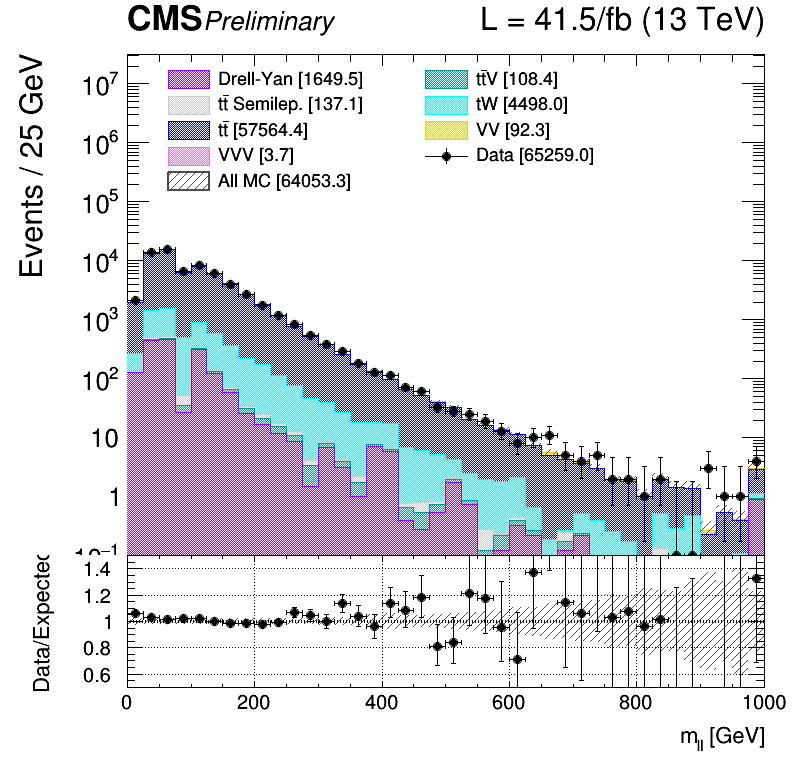 CMS Preliminary L = 41.5/fb (13 TeV)
Events / 25 GeV
10⁷
10⁶
10⁵
10⁴
10³
10²
10
1
10⁻¹
Drell-Yan [1649.5]
tt̄ Semilep. [137.1]
tt̄ [57564.4]
VVV [3.7]
All MC [64053.3]
tt̄V [108.4]
tW [4498.0]
VV [92.3]
Data [65259.0]
Data/Expected
1.4
1.2
1
0.8
0.6
0 200 400 600 800 1000
m_ll [GeV]